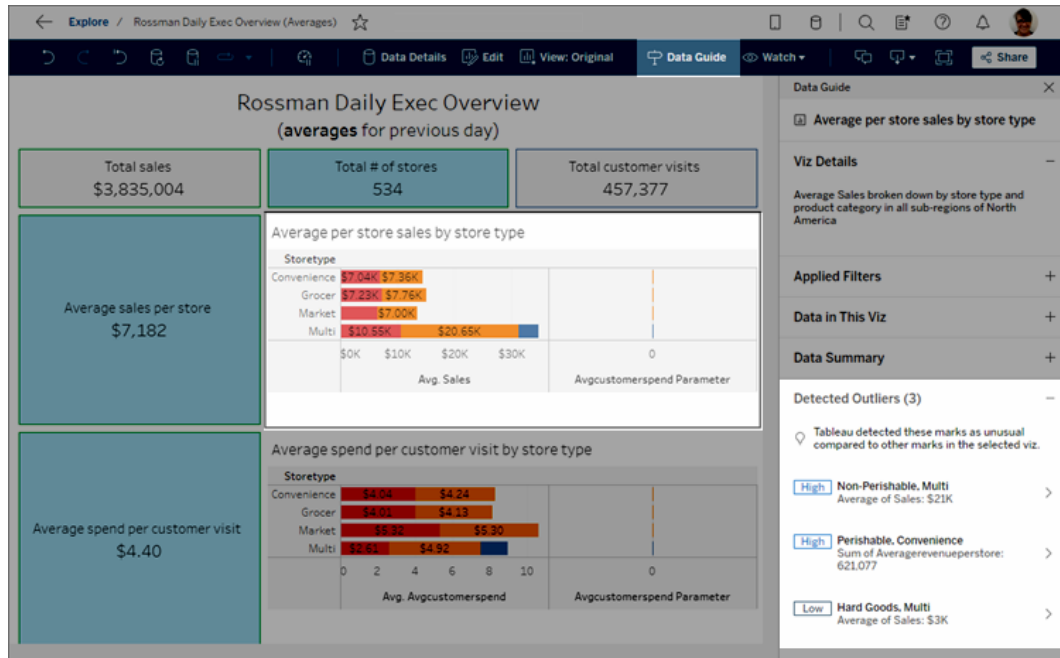 Explore / Rossman Daily Exec Overview (Averages)
Data Details Edit View: Original Data Guide Watch Share
Rossman Daily Exec Overview
(averages for previous day)
Total sales
$3,835,004
Total # of stores
534
Total customer visits
457,377
Average sales per store
$7,182
Average per store sales by store type
Storetype
Convenience $7.04K $7.36K
Grocer $7.23K $7.76K
Market $7.00K
Multi $10.55K $20.65K
$0K $10K $20K $30K 0
Avg. Sales Avgcustomerspend Parameter
Average spend per customer visit
$4.40
Average spend per customer visit by store type
Storetype
Convenience $4.04 $4.24
Grocer $4.01 $4.13
Market $5.32 $5.30
Multi $2.61 $4.92
0 2 4 6 8 10 0
Avg. Avgcustomerspend Avgcustomerspend Parameter
Data Guide
Average per store sales by store type
Viz Details
Average Sales broken down by store type and
product category in all sub-regions of North
America
Applied Filters
Data in This Viz
Data Summary
Detected Outliers (3)
Tableau detected these marks as unusual
compared to other marks in the selected viz.
High Non-Perishable, Multi
Average of Sales: $21K
High Perishable, Convenience
Sum of Averagerevenueperstore:
621,077
Low Hard Goods, Multi
Average of Sales: $3K